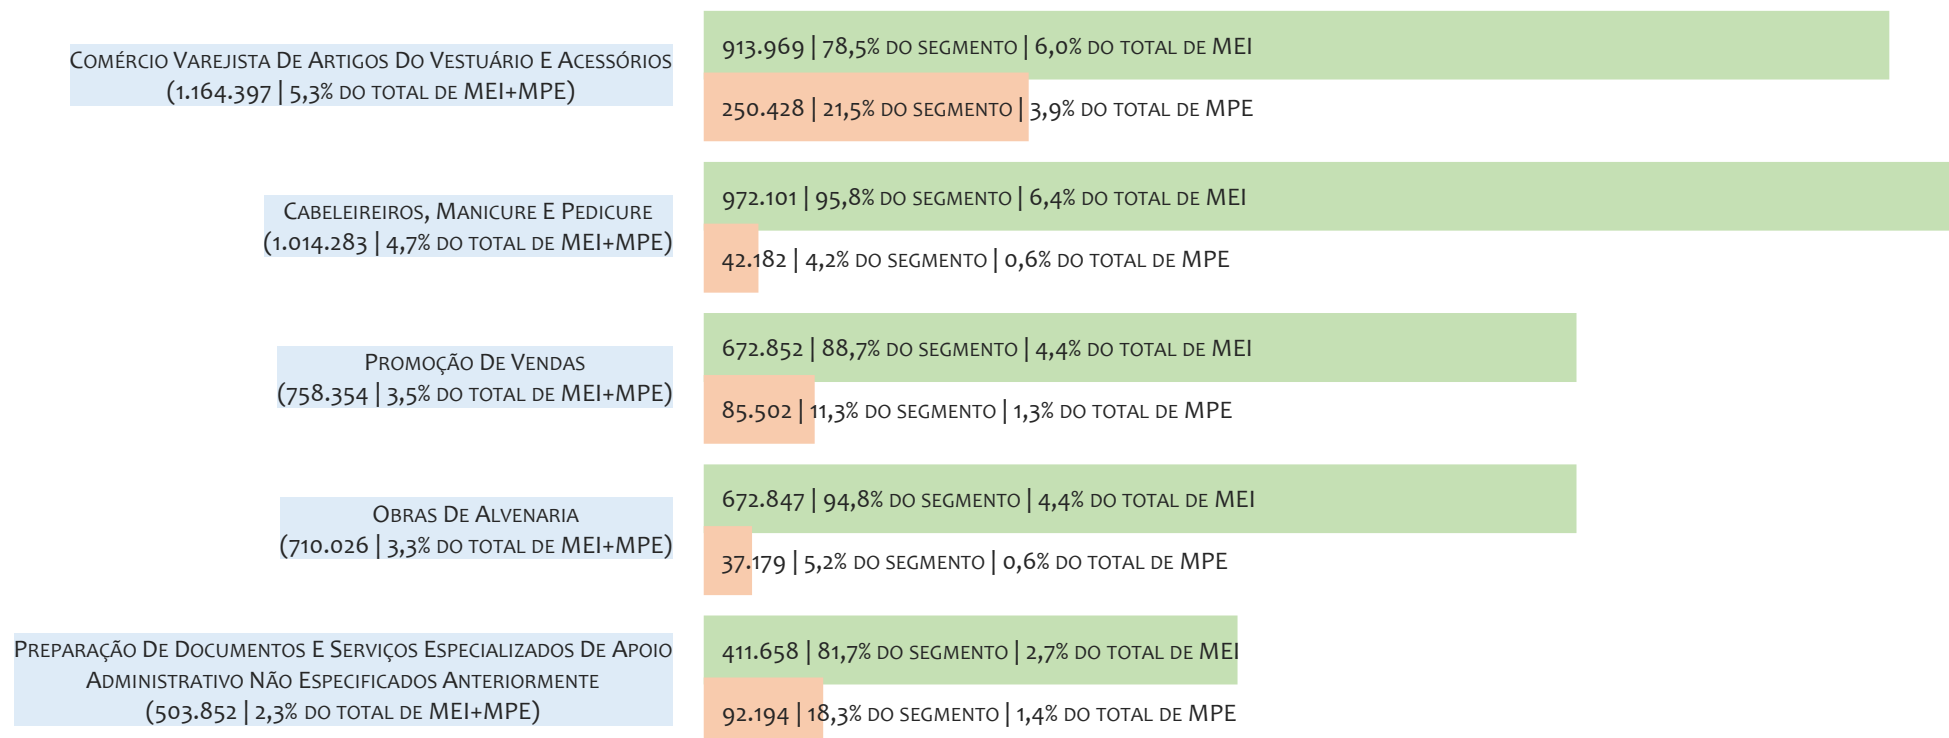 Comércio Varejista De Artigos Do Vestuário E Acessórios
(1.164.397 | 5,3% do total de MEI+MPE)
913.969 | 78,5% do segmento | 6,0% do total de MEI
250.428 | 21,5% do segmento | 3,9% do total de MPE
Cabeleireiros, Manicure E Pedicure
(1.014.283 | 4,7% do total de MEI+MPE)
972.101 | 95,8% do segmento | 6,4% do total de MEI
42.182 | 4,2% do segmento | 0,6% do total de MPE
Promoção De Vendas
(758.354 | 3,5% do total de MEI+MPE)
672.852 | 88,7% do segmento | 4,4% do total de MEI
85.502 | 11,3% do segmento | 1,3% do total de MPE
Obras De Alvenaria
(710.026 | 3,3% do total de MEI+MPE)
672.847 | 94,8% do segmento | 4,4% do total de MEI
37.179 | 5,2% do segmento | 0,6% do total de MPE
Preparação De Documentos E Serviços Especializados De Apoio
Administrativo Não Especificados Anteriormente
(503.852 | 2,3% do total de MEI+MPE)
411.658 | 81,7% do segmento | 2,7% do total de MEI
92.194 | 18,3% do segmento | 1,4% do total de MPE